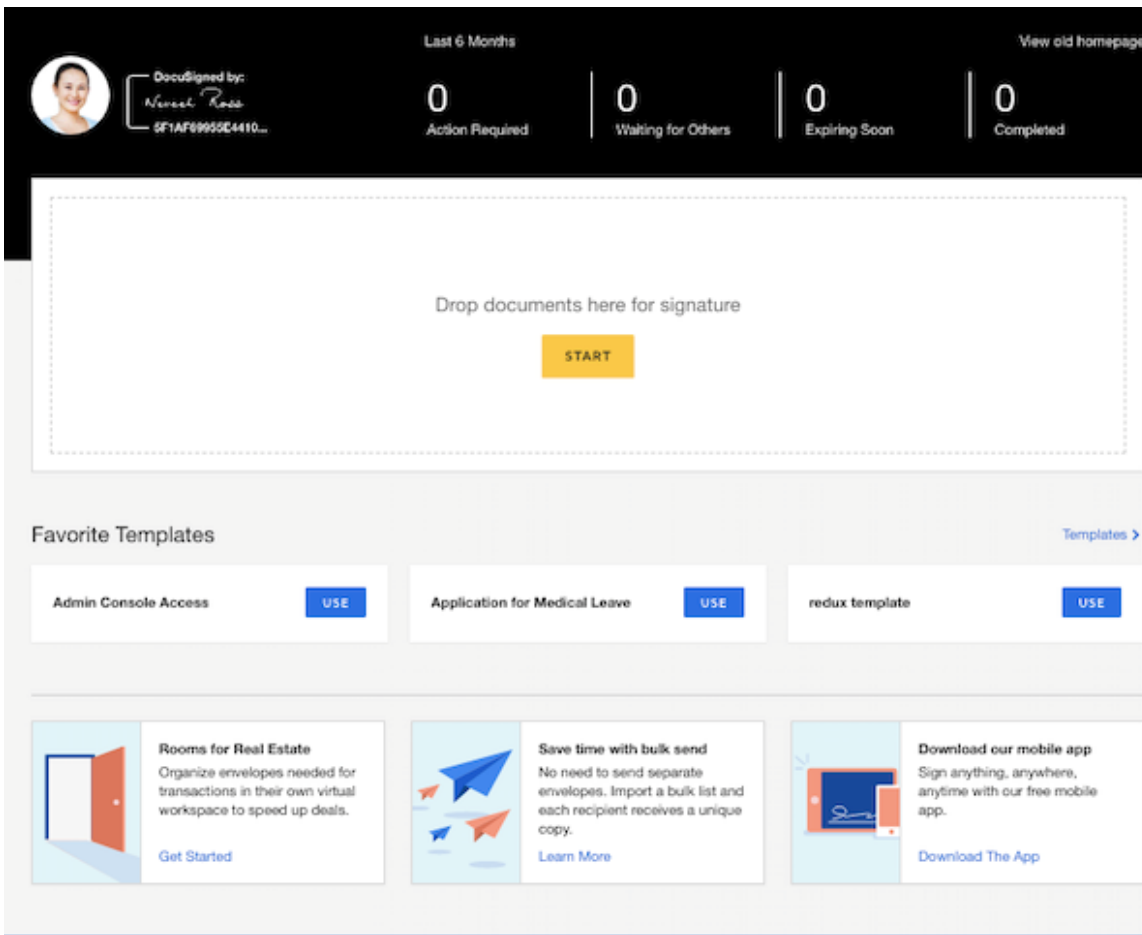 Last 6 Months
View old homepage
DocuSigned by:
Ross
5F1AF69955E4410...
0
Action Required
0
Waiting for Others
0
Expiring Soon
0
Completed
Drop documents here for signature
START
Favorite Templates
Templates >
Admin Console Access
USE
Application for Medical Leave
USE
redux template
USE
Rooms for Real Estate
Organize envelopes needed for
transactions in their own virtual
workspace to speed up deals.
Get Started
Save time with bulk send
No need to send separate
envelopes. Import a bulk list and
each recipient receives a unique
copy.
Learn More
Download our mobile app
Sign anything, anywhere,
anytime with our free mobile
app.
Download The App